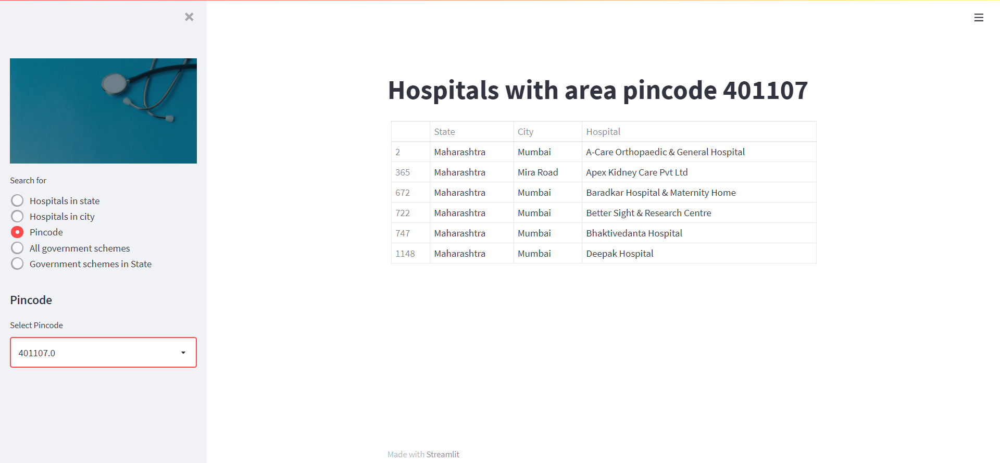 Search for
Hospitals in state
Hospitals in city
Pincode
All government schemes
Government schemes in State
Pincode
Select Pincode
401107.0
Hospitals with area pincode 401107
State City Hospital
2 Maharashtra Mumbai A-Care Orthopaedic & General Hospital
365 Maharashtra Mira Road Apex Kidney Care Pvt Ltd
672 Maharashtra Mumbai Baradkar Hospital & Maternity Home
722 Maharashtra Mumbai Better Sight & Research Centre
747 Maharashtra Mumbai Bhaktivedanta Hospital
1148 Maharashtra Mumbai Deepak Hospital
Made with Streamlit